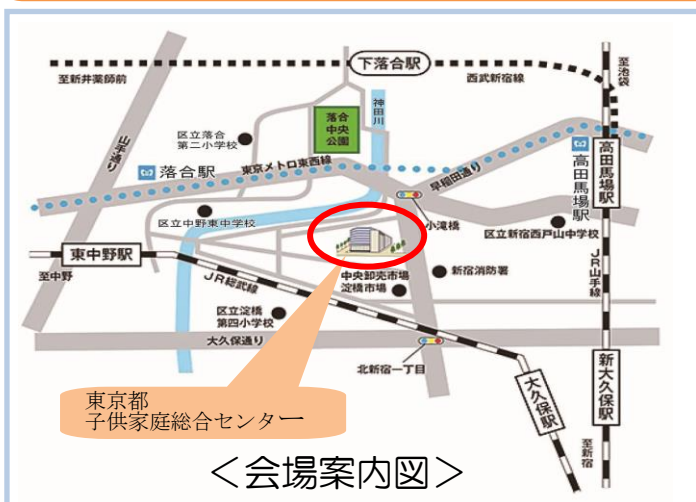 下落合駅
至新井薬師前
西武新宿線
至池袋
神田川
落合
中央
公園
区立落合
第二小学校
山手通り
落合駅
東京メトロ東西線
早稲田通り
高田馬場駅
高田馬場駅
小滝橋
区立中野東中学校
区立新宿西戸山中学校
東中野駅
至中野
JR総武線
中央卸売市場
淀橋市場
新宿消防署
JR山手線
区立淀橋
第四小学校
大久保通り
北新宿一丁目
新大久保駅
大久保駅
至新宿
東京都
子供家庭総合センター
＜会場案内図＞